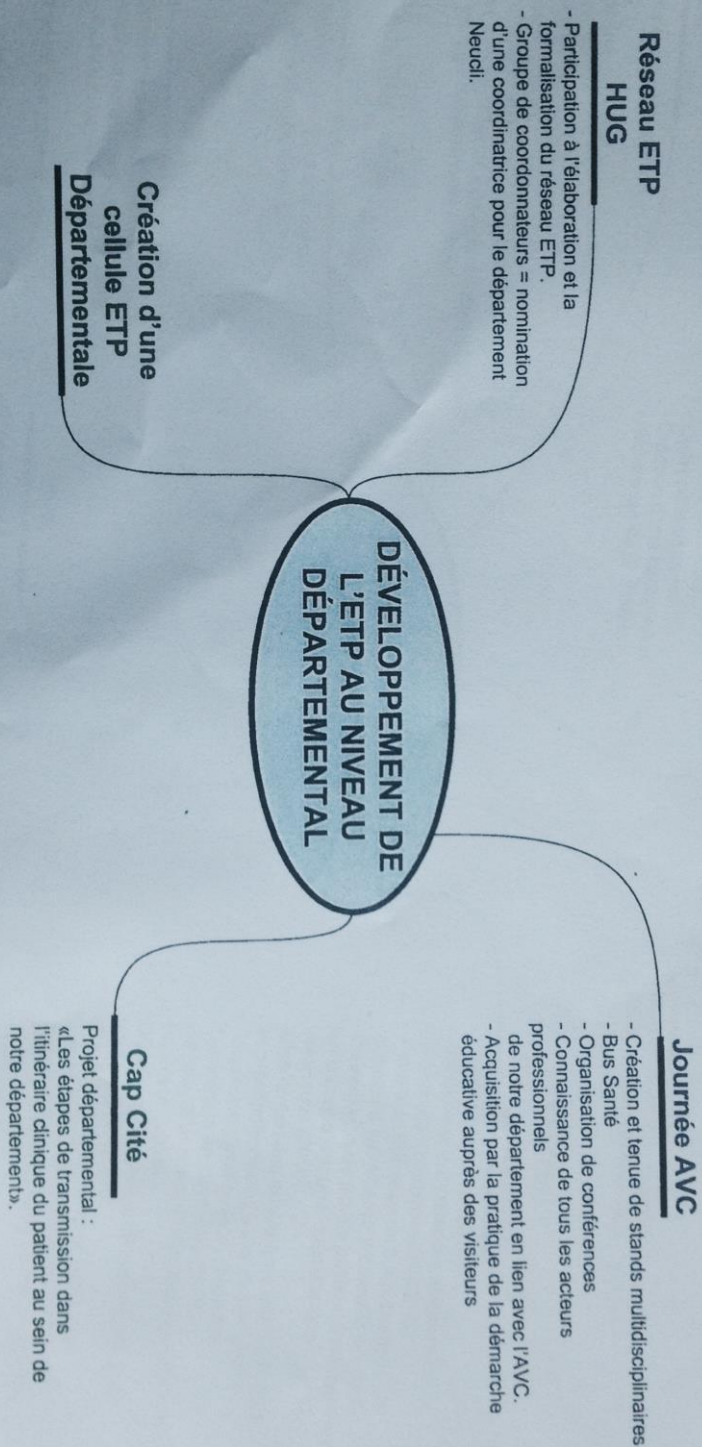 Réseau ETP
HUG
- Participation à l'élaboration et la
formalisation du réseau ETP.
- Groupe de coordonnateurs = nomination
d'une coordinatrice pour le département
Neucli.
Journée AVC
- Création et tenue de stands multidisciplinaires
- Bus Santé
- Organisation de conférences
- Connaissance de tous les acteurs
professionnels
de notre département en lien avec l'AVC.
- Acquisition par la pratique de la démarche
éducative auprès des visiteurs
DÉVELOPPEMENT DE
L'ETP AU NIVEAU
DÉPARTEMENTAL
Création d'une
cellule ETP
Départementale
Cap Cité
Projet départemental :
«Les étapes de transmission dans
l'itinéraire clinique du patient au sein de
notre département».